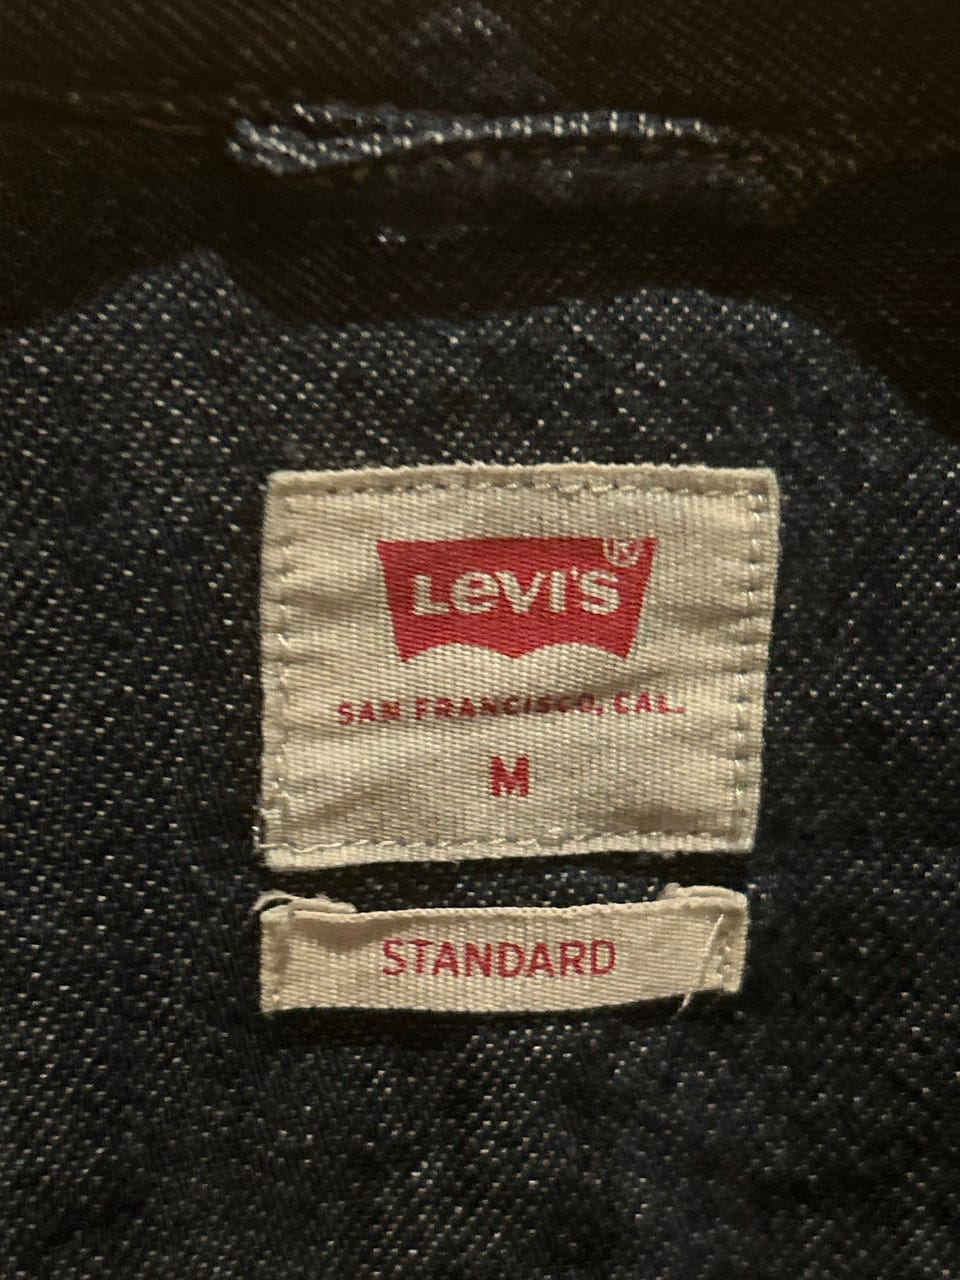 LEVI'S®
SAN FRANCISCO, CAL.
M
STANDARD